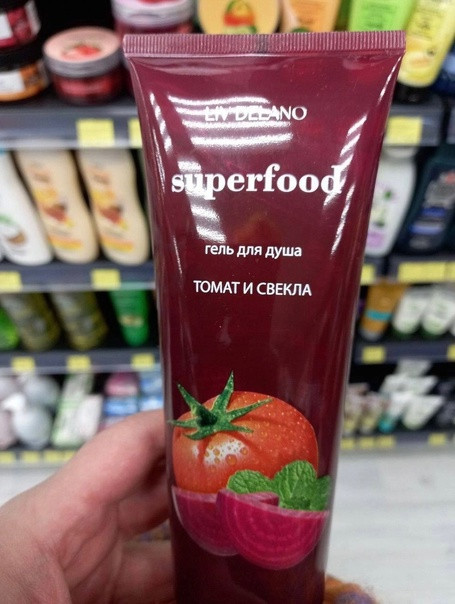 LIV DELANO
superfood
гель для душа
ТОМАТ И СВЕКЛА